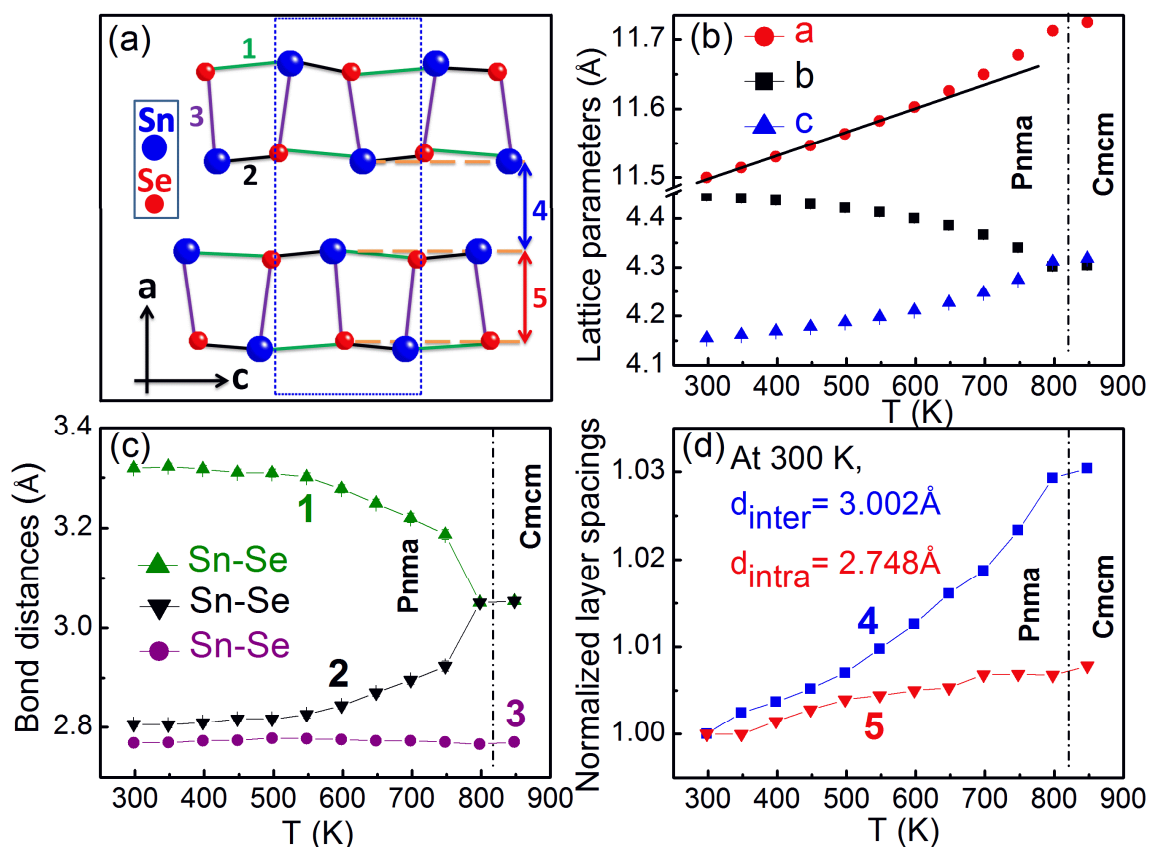 (a)
1
Sn
Se
3
2
4
5
a
c
(b)
a
b
c
Lattice parameters (Å)
11.7
11.6
11.5
4.4
4.3
4.2
4.1
Pnma
Cmcm
300 400 500 600 700 800 900
T (K)
(c)
Bond distances (Å)
3.4
3.2
3.0
2.8
1
Sn-Se
Sn-Se
Sn-Se
2
3
Pnma
Cmcm
300 400 500 600 700 800 900
T (K)
(d)
Normalized layer spacings
1.03
1.02
1.01
1.00
At 300 K,
dinter= 3.002Å
dintra= 2.748Å
4
5
Pnma
Cmcm
300 400 500 600 700 800 900
T (K)